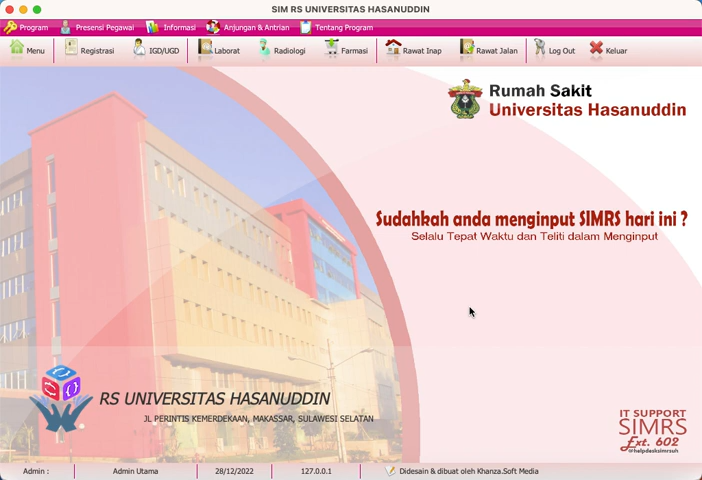 SIM RS UNIVERSITAS HASANUDDIN
Program Presensi Pegawai Informasi Anjungan & Antrian Tentang Program
Menu Registrasi IGD/UGD Laborat Radiologi Farmasi Rawat Inap Rawat Jalan Log Out Keluar
Rumah Sakit
Universitas Hasanuddin
Sudahkah anda menginput SIMRS hari ini ?
Selalu Tepat Waktu dan Teliti dalam Menginput
RS UNIVERSITAS HASANUDDIN
JL PERINTIS KEMERDEKAAN, MAKASSAR, SULAWESI SELATAN
IT SUPPORT
SIMRS
Ext. 602
@helpdesksimrsuh
Admin : Admin Utama 28/12/2022 127.0.0.1 Didesain & dibuat oleh Khanza.Soft Media